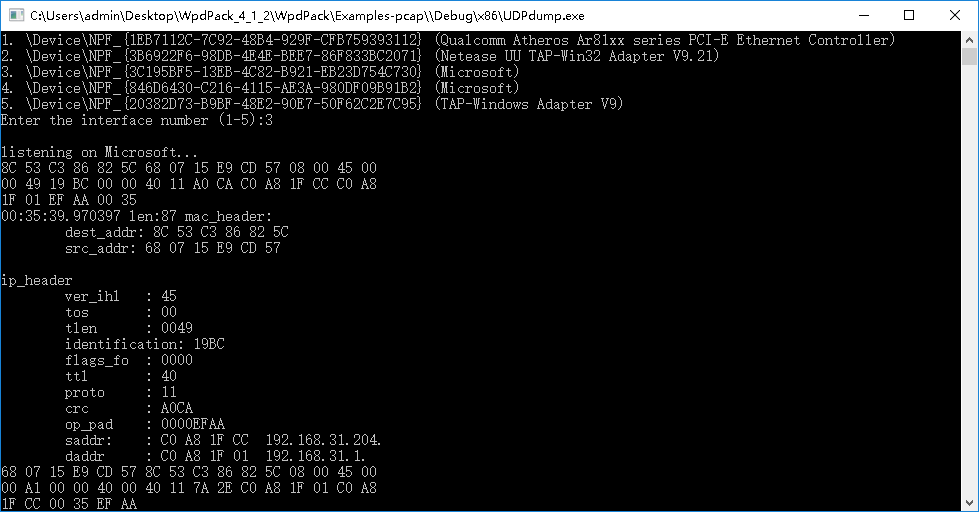 C:\Users\admin\Desktop\WpdPack_4_1_2\WpdPack\Examples-pcap\\Debug\x86\UDPdump.exe
1. \Device\NPF_{1EB7112C-7C92-48B4-929F-CFB759393112} (Qualcomm Atheros Ar81xx series PCI-E Ethernet Controller)
2. \Device\NPF_{3B6922F6-98DB-4E4E-BEE7-86F833BC2071} (Netease UU TAP-Win32 Adapter V9.21)
3. \Device\NPF_{3C195BF5-13EB-4C82-B921-EB23D754C730} (Microsoft)
4. \Device\NPF_{846D6430-C216-4115-AE3A-980DF09B91B2} (Microsoft)
5. \Device\NPF_{20382D73-B9BF-48E2-90E7-50F62C2E7C95} (TAP-Windows Adapter V9)
Enter the interface number (1-5):3
listening on Microsoft...
8C 53 C3 86 82 5C 68 07 15 E9 CD 57 08 00 45 00
00 49 19 BC 00 00 40 11 A0 CA C0 A8 1F CC C0 A8
1F 01 EF AA 00 35
00:35:39.970397 len:87 mac_header:
dest_addr: 8C 53 C3 86 82 5C
src_addr: 68 07 15 E9 CD 57
ip_header
ver_ihl : 45
tos : 00
tlen : 0049
identification: 19BC
flags_fo : 0000
ttl : 40
proto : 11
crc : A0CA
op_pad : 0000EFAA
saddr: : C0 A8 1F CC 192.168.31.204.
daddr : C0 A8 1F 01 192.168.31.1.
68 07 15 E9 CD 57 8C 53 C3 86 82 5C 08 00 45 00
00 A1 00 00 40 00 40 11 7A 2E C0 A8 1F 01 C0 A8
1F CC 00 35 EF AA